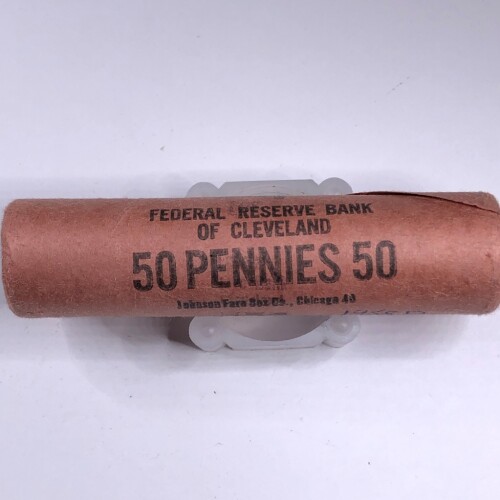 FEDERAL RESERVE BANK
OF CLEVELAND
50 PENNIES 50
Johnson Fare Box Co., Chicago 40